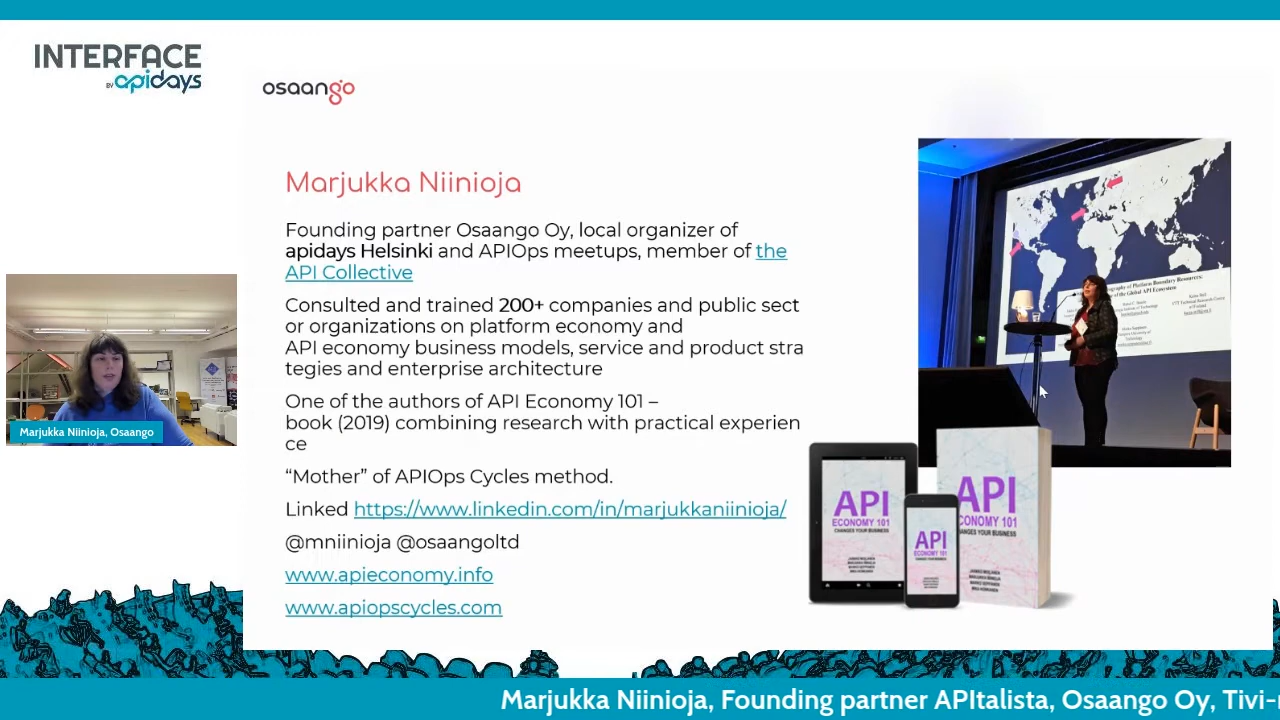 INTERFACE
BY apidays
osaango
Marjukka Niinioja
Founding partner Osaango Oy, local organizer of
apidays Helsinki and APIOps meetups, member of the
API Collective
Consulted and trained 200+ companies and public sect
or organizations on platform economy and
API economy business models, service and product stra
tegies and enterprise architecture
One of the authors of API Economy 101 –
book (2019) combining research with practical experien
ce
“Mother” of APIOps Cycles method.
Linked https://www.linkedin.com/in/marjukkaniinioja/
@mniinioja @osaangoltd
www.apieconomy.info
www.apiopscycles.com
Marjukka Niinioja, Osaango
API
ECONOMY 101
CHANGES YOUR BUSINESS
API
ECONOMY 101
API
ECONOMY 101
Marjukka Niinioja, Founding partner APItalista, Osaango Oy, Tivi-